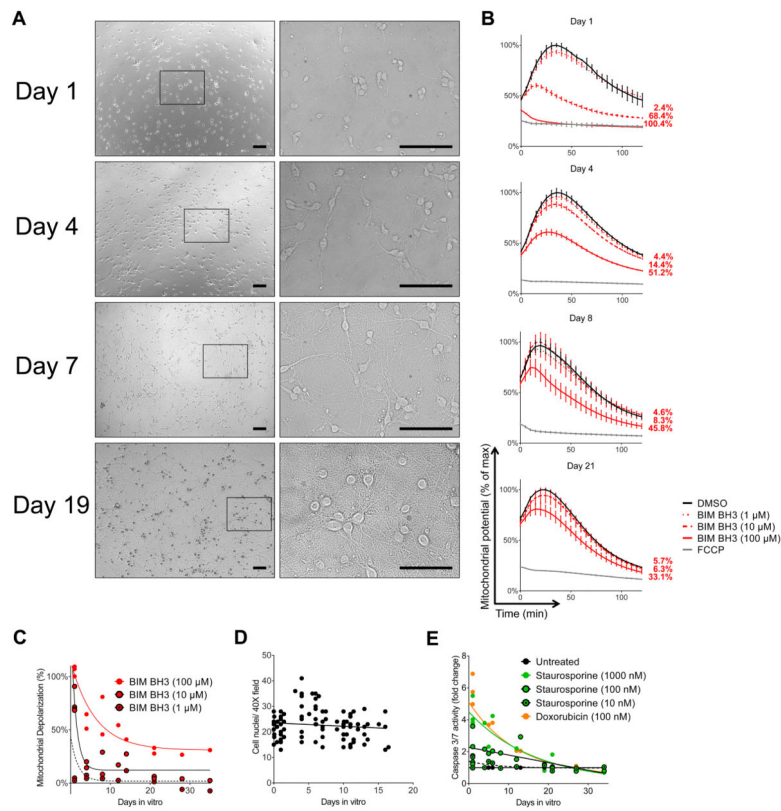 A
Day 1
Day 4
Day 7
Day 19
B
Day 1
100%
50%
0%
0
50
100
2.4%
68.4%
100.4%
Day 4
100%
50%
0%
0
50
100
4.4%
14.4%
51.2%
Day 8
100%
50%
0%
0
50
100
4.6%
8.3%
45.8%
Day 21
100%
50%
0%
0
50
100
5.7%
6.3%
33.1%
Mitochondrial potential (% of max)
Time (min)
DMSO
BIM BH3 (1 µM)
BIM BH3 (10 µM)
BIM BH3 (100 µM)
FCCP
C
Mitochondrial Depolarization (%)
100%
50%
0%
0
10
20
30
Days in vitro
BIM BH3 (100 µM)
BIM BH3 (10 µM)
BIM BH3 (1 µM)
D
Cell nuclei/ 40X field
50
40
30
20
10
0
0
5
10
15
20
Days in vitro
E
Caspase 3/7 activity (fold change)
8
6
4
2
0
0
10
20
30
Days in vitro
Untreated
Staurosporine (1000 nM)
Staurosporine (100 nM)
Staurosporine (10 nM)
Doxorubicin (100 nM)